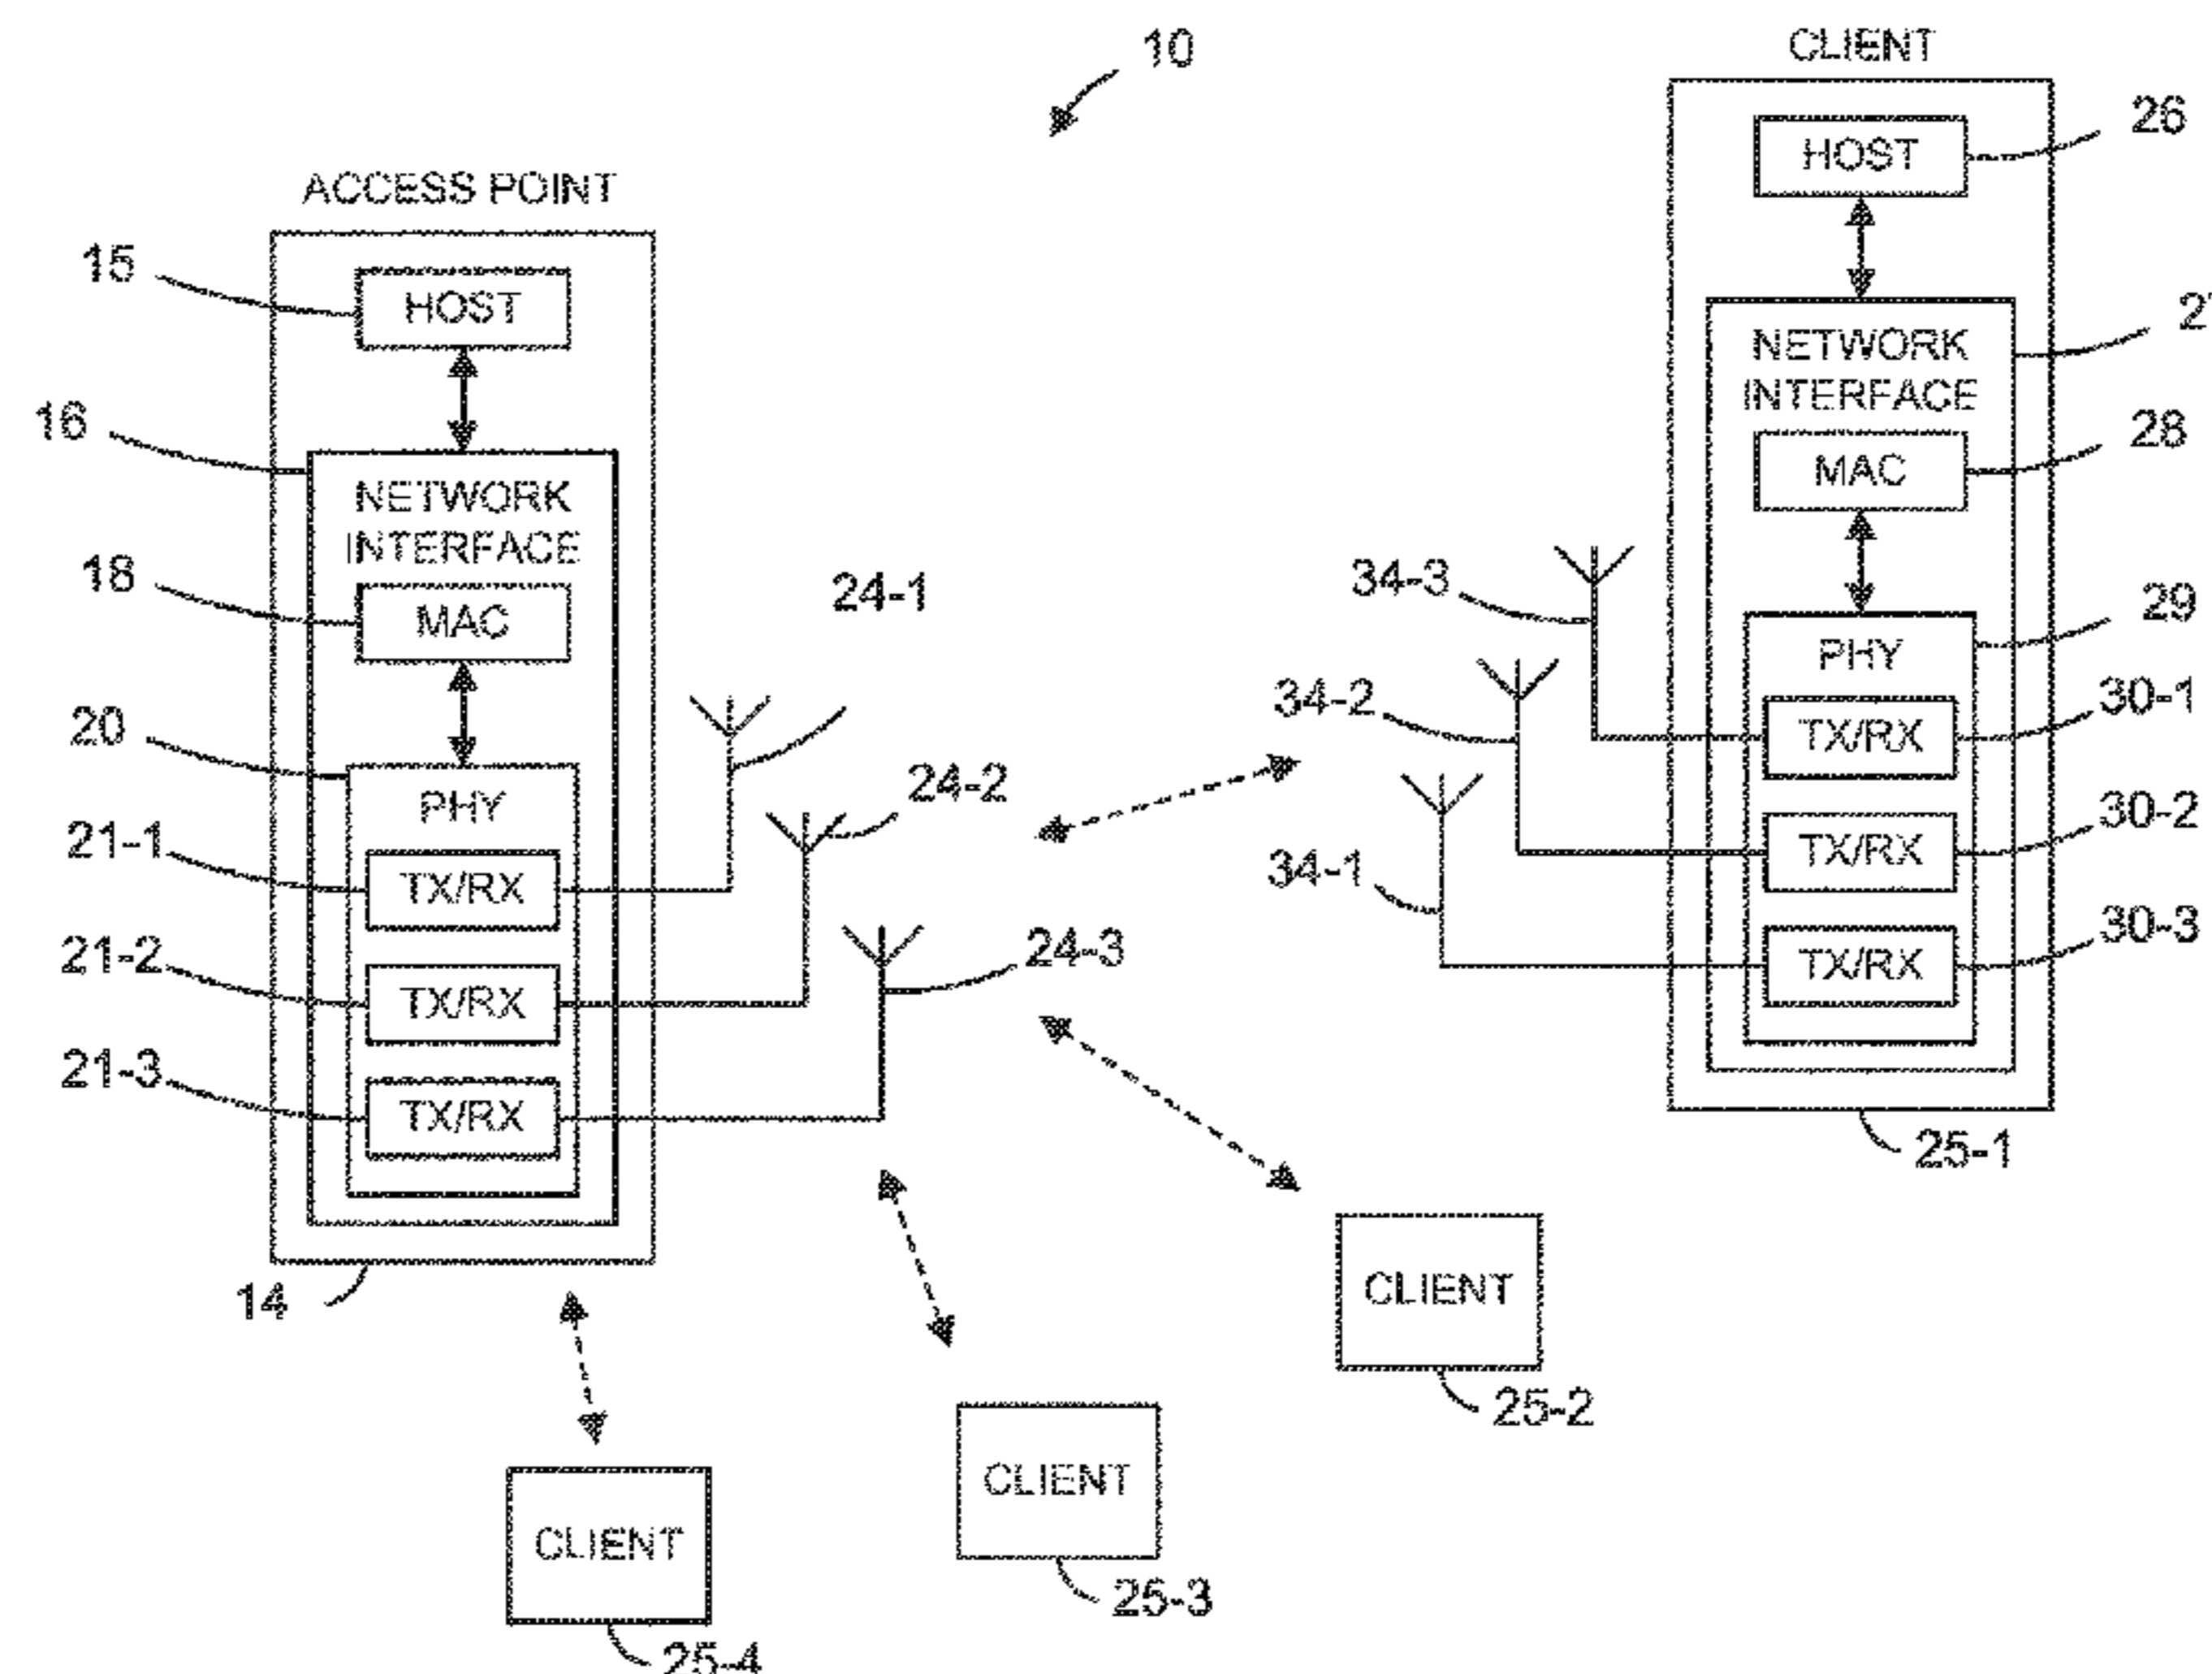 10
CLIENT
HOST
26
ACCESS POINT
15
HOST
NETWORK
INTERFACE
16
NETWORK
INTERFACE
MAC
28
18
MAC
24-1
34-3
PHY
29
20
PHY
24-2
34-2
TX/RX
30-1
21-1
TX/RX
34-1
TX/RX
30-2
21-2
TX/RX
24-3
TX/RX
30-3
21-3
TX/RX
25-1
14
CLIENT
25-2
CLIENT
25-3
CLIENT
25-4